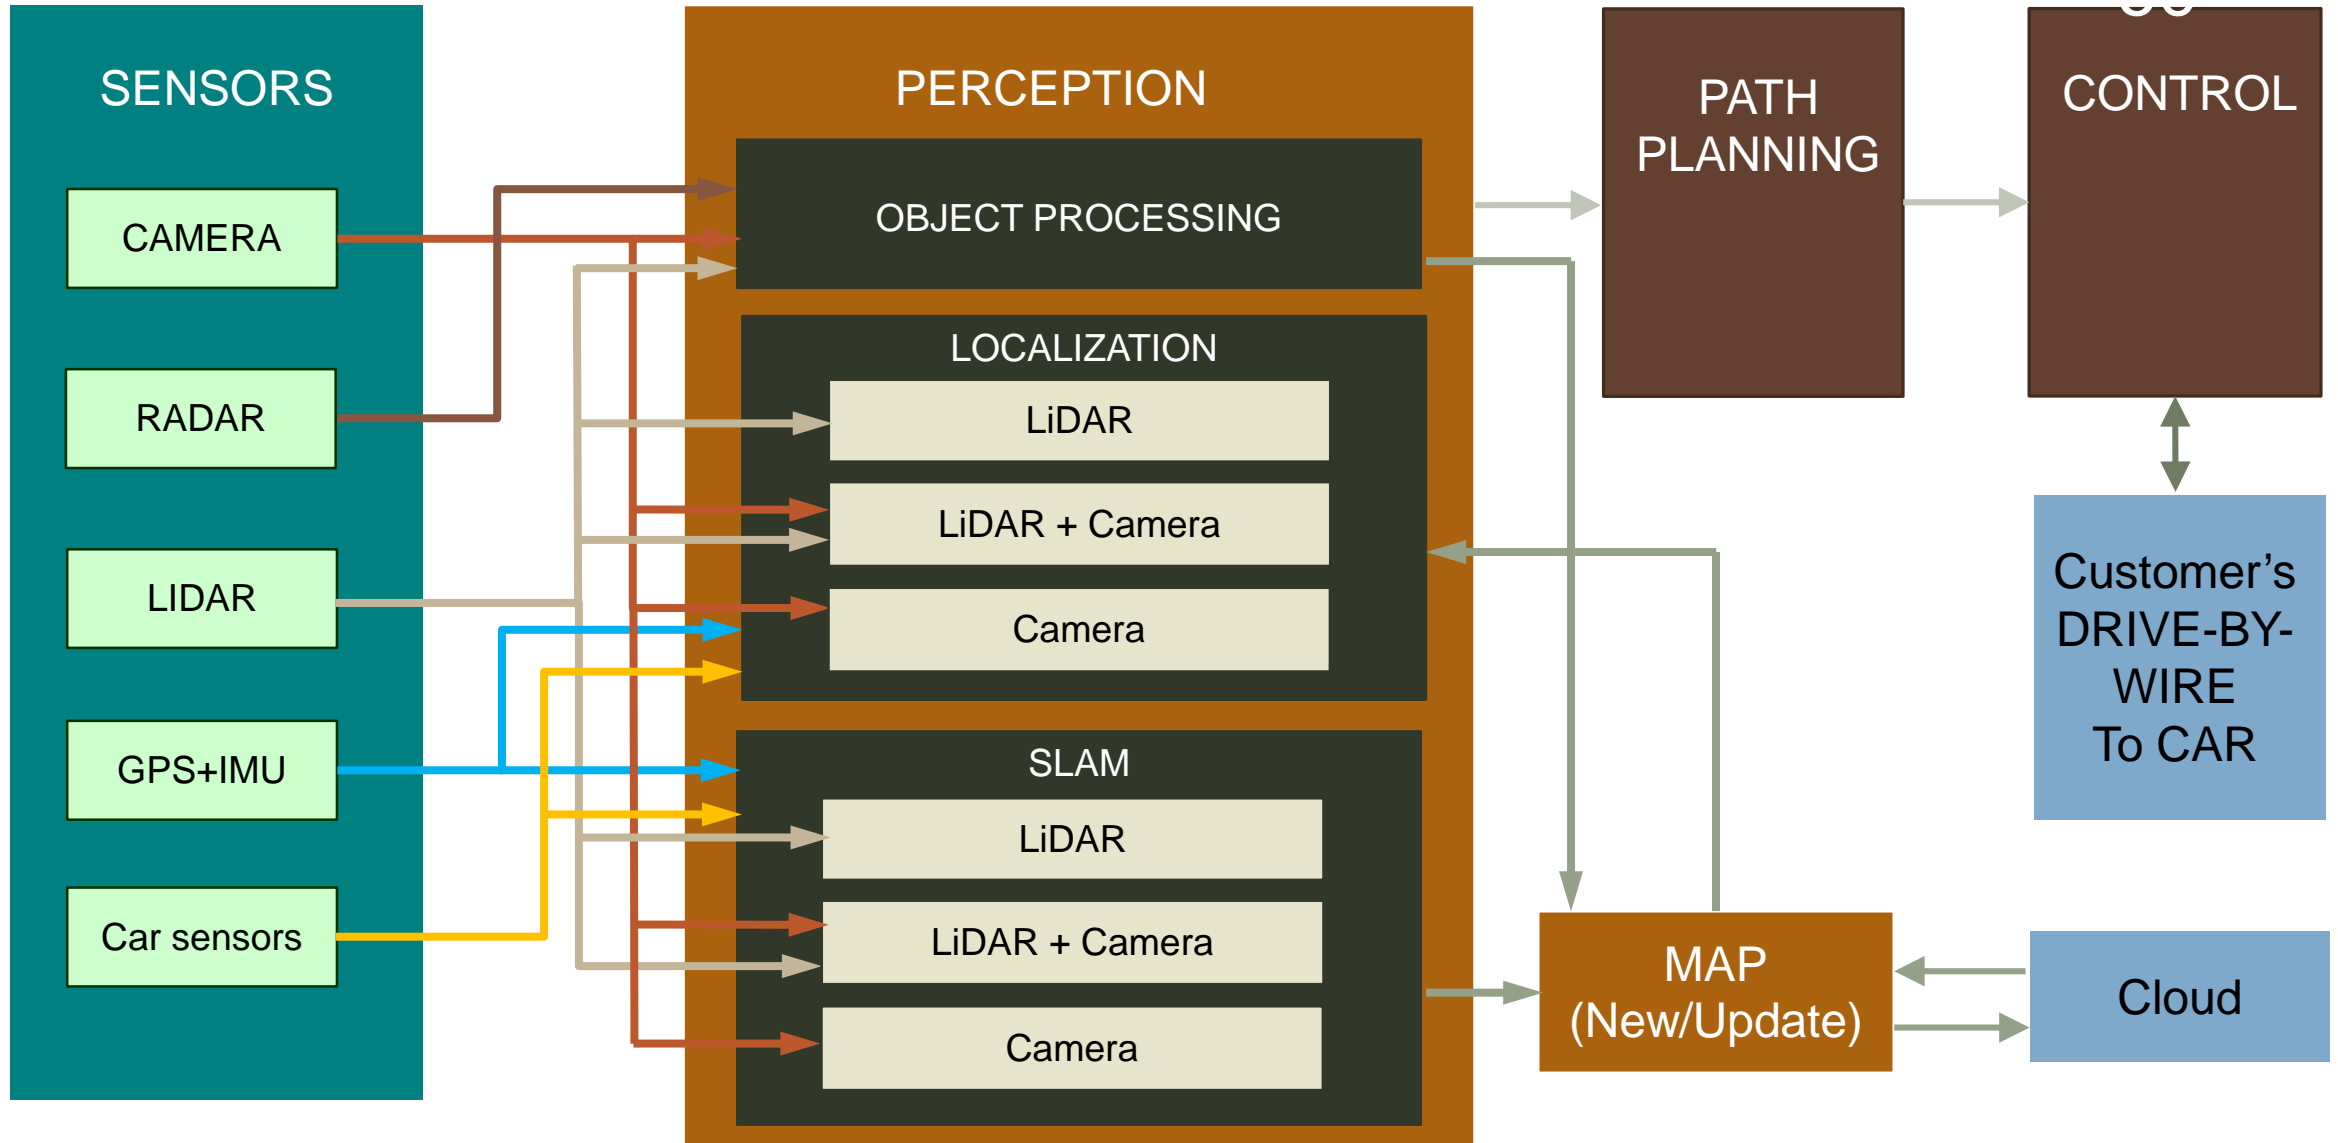 SENSORS
CAMERA
RADAR
LIDAR
GPS+IMU
Car sensors
PERCEPTION
OBJECT PROCESSING
LOCALIZATION
LiDAR
LiDAR + Camera
Camera
SLAM
LiDAR
LiDAR + Camera
Camera
PATH
PLANNING
CONTROL
Customer’s
DRIVE-BY-
WIRE
To CAR
MAP
(New/Update)
Cloud